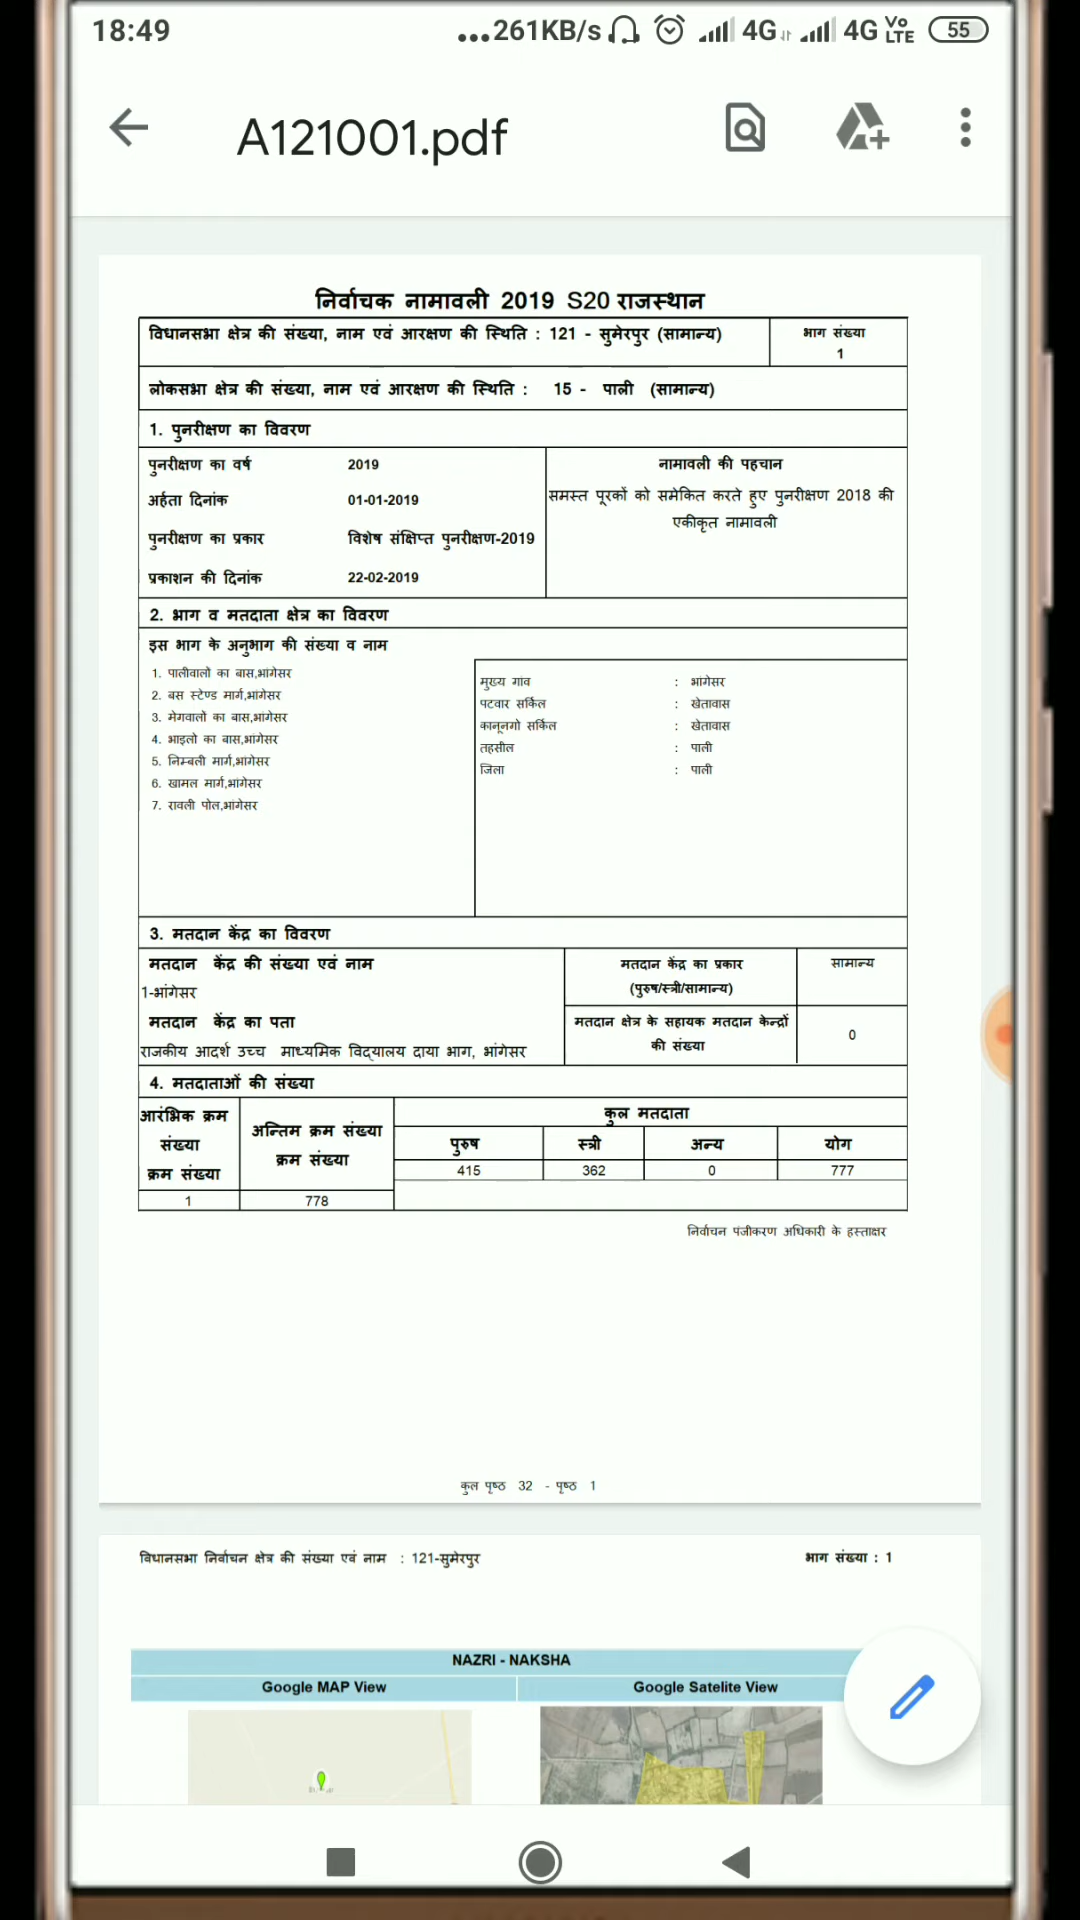 18:49
...261KB/s 4G 4G Vo LTE 55
A121001.pdf
निर्वाचक नामावली 2019 S20 राजस्थान
विधानसभा क्षेत्र की संख्या, नाम एवं आरक्षण की स्थिति : 121 - सुमेरपुर (सामान्य)
भाग संख्या
1
लोकसभा क्षेत्र की संख्या, नाम एवं आरक्षण की स्थिति : 15 - पाली (सामान्य)
1. पुनरीक्षण का विवरण
पुनरीक्षण का वर्ष 2019
अर्हता दिनांक 01-01-2019
पुनरीक्षण का प्रकार विशेष संक्षिप्त पुनरीक्षण-2019
प्रकाशन की दिनांक 22-02-2019
नामावली की पहचान
समस्त पूरकों को समेकित करते हुए पुनरीक्षण 2018 की
एकीकृत नामावली
2. भाग व मतदाता क्षेत्र का विवरण
इस भाग के अनुभाग की संख्या व नाम
1. पालीवालो का बास,भांगेसर
2. बस स्टेण्ड मार्ग,भांगेसर
3. मेगवालो का बास,भांगेसर
4. भाइलो का बास,भांगेसर
5. निम्बली मार्ग,भांगेसर
6. खामल मार्ग,भांगेसर
7. रावली पोल,भांगेसर
मुख्य गांव : भांगेसर
पटवार सर्किल : खेतावास
कानूनगो सर्किल : खेतावास
तहसील : पाली
जिला : पाली
3. मतदान केंद्र का विवरण
मतदान केंद्र की संख्या एवं नाम
1-भांगेसर
मतदान केंद्र का पता
राजकीय आदर्श उच्च माध्यमिक विद्यालय दाया भाग, भांगेसर
मतदान केंद्र का प्रकार
(पुरुष/स्त्री/सामान्य)
सामान्य
मतदान क्षेत्र के सहायक मतदान केन्द्रों
की संख्या
0
4. मतदाताओं की संख्या
आरंभिक क्रम
संख्या
क्रम संख्या
अन्तिम क्रम संख्या
क्रम संख्या
कुल मतदाता
पुरुष स्त्री अन्य योग
415 362 0 777
1 778
निर्वाचन पंजीकरण अधिकारी के हस्ताक्षर
कुल पृष्ठ 32 - पृष्ठ 1
विधानसभा निर्वाचन क्षेत्र की संख्या एवं नाम : 121-सुमेरपुर
भाग संख्या : 1
NAZRI - NAKSHA
Google MAP View Google Satelite View